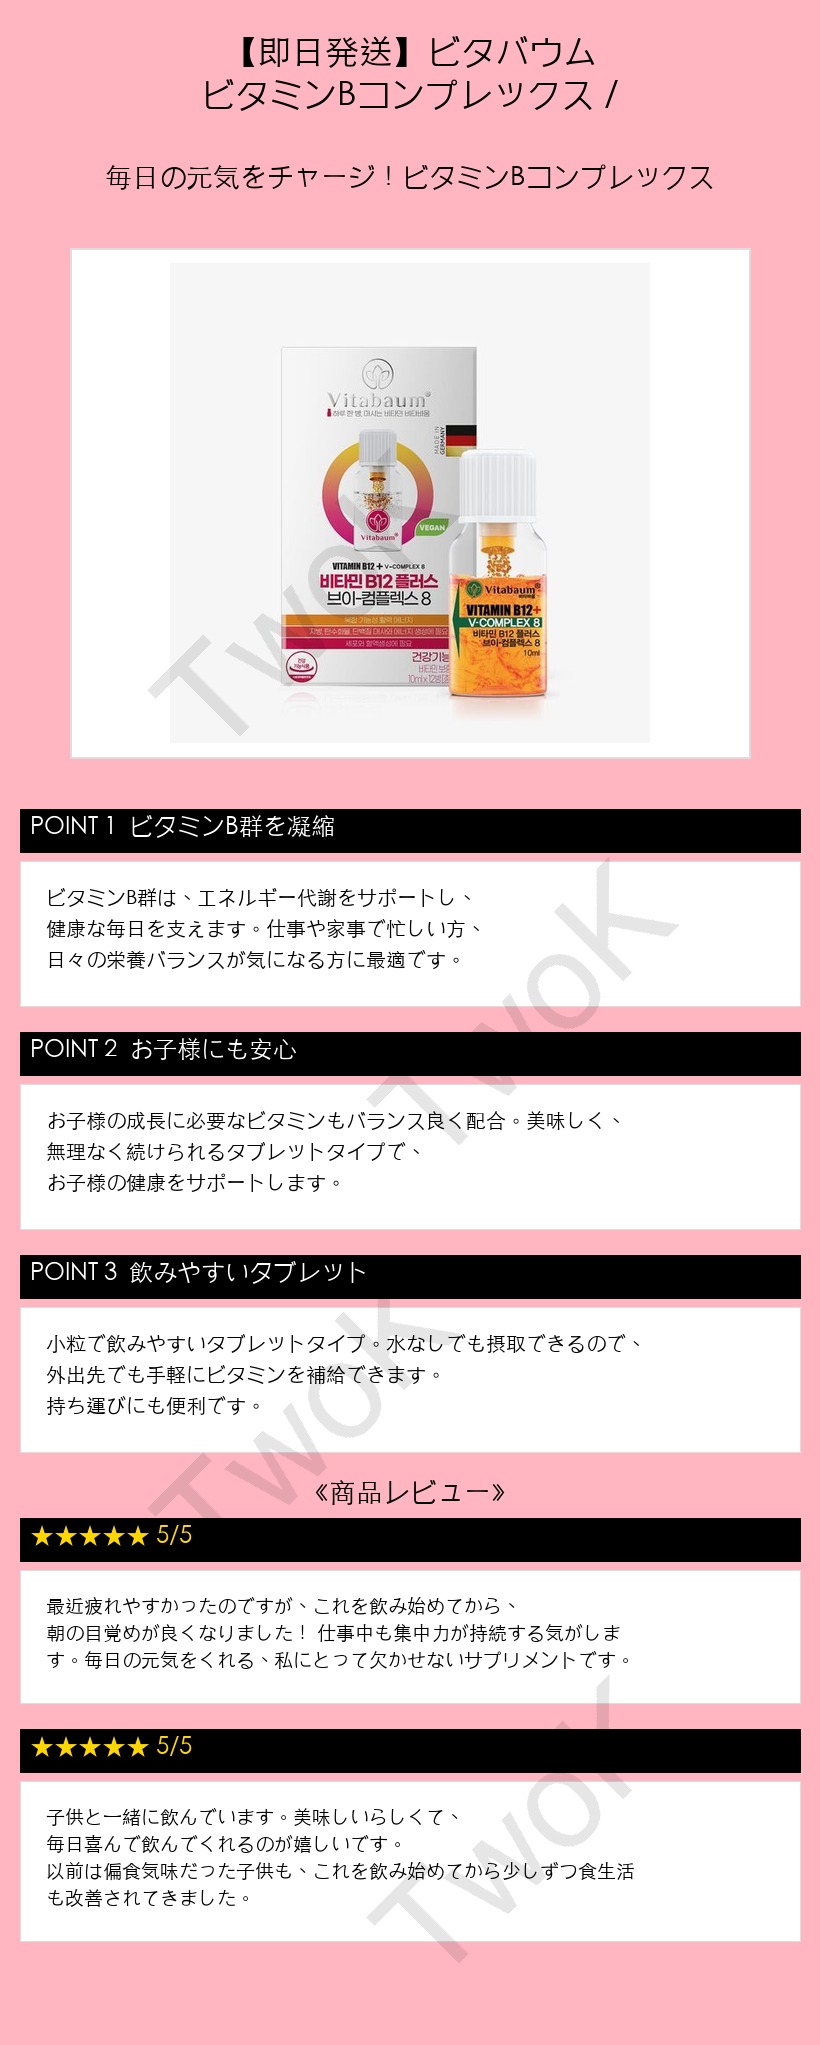 【即日発送】ビタバウム
ビタミンBコンプレックス /
毎日の元気をチャージ！ビタミンBコンプレックス
Vitabaum®
하루 한 병, 마시는 비타민 비타바움
MADE IN GERMANY
Vitabaum®
VEGAN
VITAMIN B12 + V-COMPLEX 8
비타민 B12 플러스
브이-컴플렉스 8
지방, 탄수화물, 단백질 대사와 에너지 생성에 필요
세포와 혈액생성에 필요
건강기능식품
건강기능
비타민 보
10ml x 12병
Vitabaum®
비타바움
VITAMIN B12+
V-COMPLEX 8
비타민 B12 플러스
브이-컴플렉스 8
10ml
TwoK
POINT 1 ビタミンB群を凝縮
ビタミンB群は、エネルギー代謝をサポートし、
健康な毎日を支えます。仕事や家事で忙しい方、
日々の栄養バランスが気になる方に最適です。
TwoK
POINT 2 お子様にも安心
お子様の成長に必要なビタミンもバランス良く配合。美味しく、
無理なく続けられるタブレットタイプで、
お子様の健康をサポートします。
POINT 3 飲みやすいタブレット
小粒で飲みやすいタブレットタイプ。水なしでも摂取できるので、
外出先でも手軽にビタミンを補給できます。
持ち運びにも便利です。
TwoK
《商品レビュー》
★★★★★ 5/5
最近疲れやすかったのですが、これを飲み始めてから、
朝の目覚めが良くなりました！ 仕事中も集中力が持続する気がしま
す。毎日の元気をくれる、私にとって欠かせないサプリメントです。
★★★★★ 5/5
子供と一緒に飲んでいます。美味しいらしくて、
毎日喜んで飲んでくれるのが嬉しいです。
以前は偏食気味だった子供も、これを飲み始めてから少しずつ食生活
も改善されてきました。
TwoK